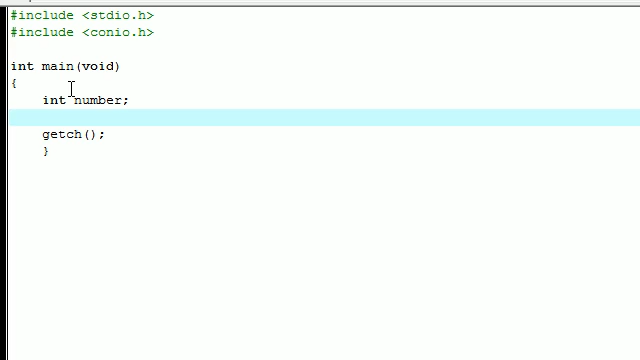 #include <stdio.h>
#include <conio.h>
int main(void)
{
int number;
getch();
}